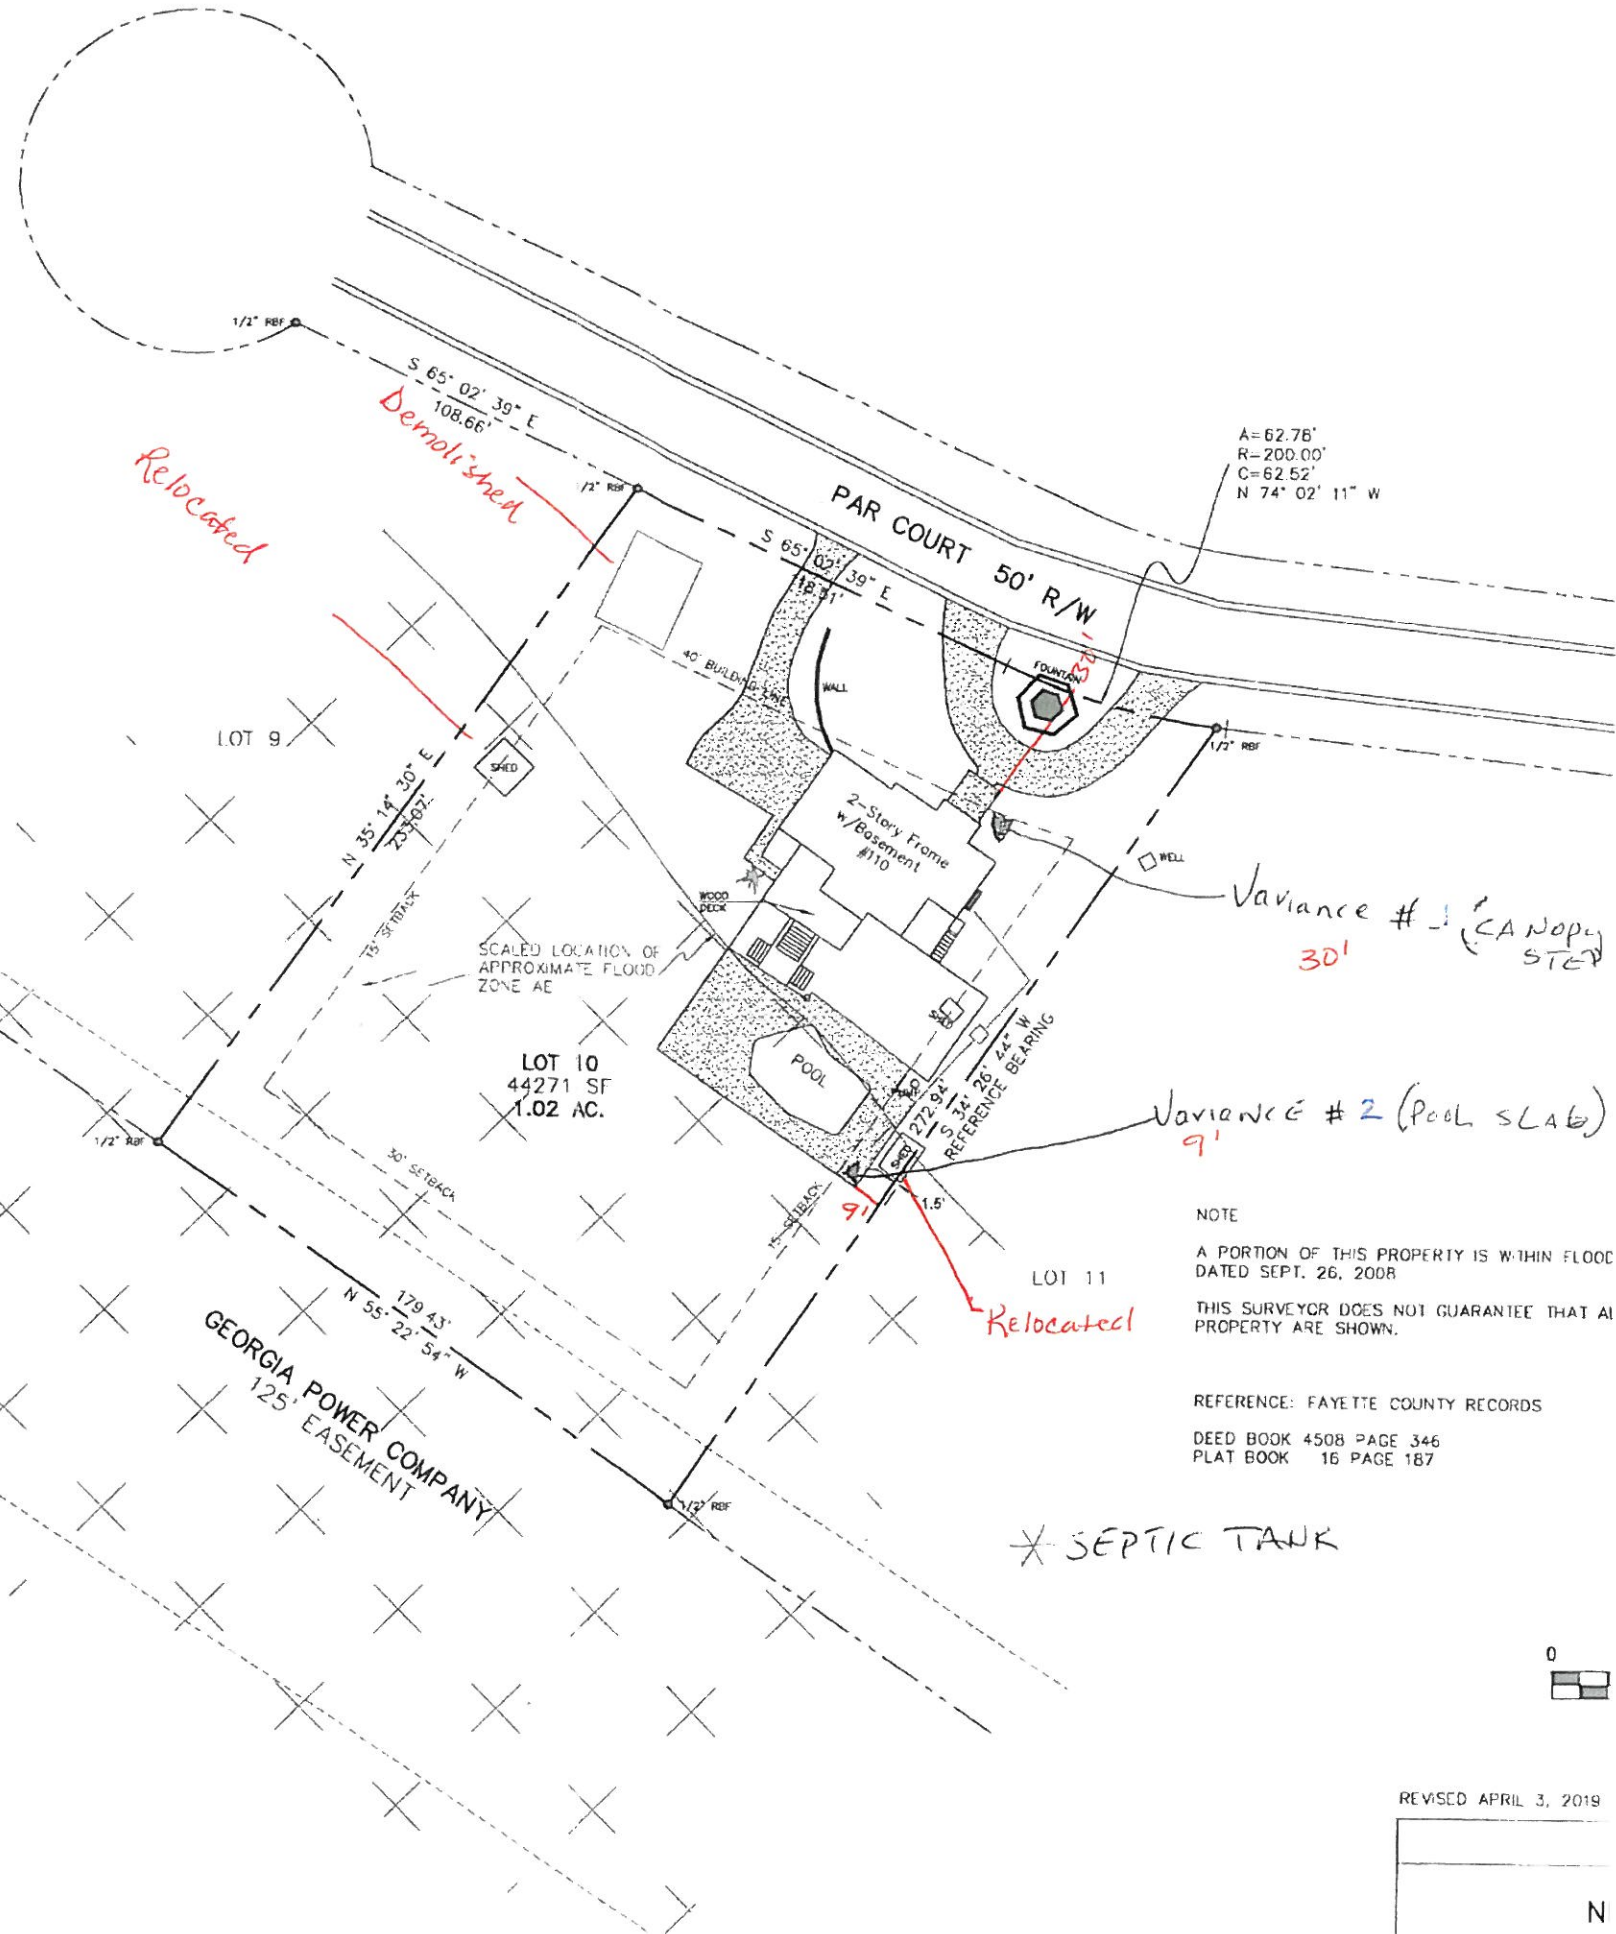 1/2" RBF
S 65° 02' 39" E
108.66'
Demolished
Relocated
1/2" RBF
A=62.78'
R=200.00'
C=62.52'
N 74° 02' 11" W
PAR COURT 50' R/W
S 65° 02' 39" E
30'
FOUNTAIN
40' BUILDING LINE
WALL
1/2" RBF
LOT 9
SHED
N 35° 14' 30" E
233.07'
2-Story Frame
w/Basement
#110
WELL
Variance # 1 (CANOPY
STEP
30'
WOOD
DECK
15' SETBACK
SCALED LOCATION OF
APPROXIMATE FLOOD
ZONE AE
SHED
LOT 10
44271 SF
1.02 AC.
POOL
272.94'
S 34° 26' 44" W
REFERENCE BEARING
Variance # 2 (Pool SLAB)
9'
1/2" RBF
30' SETBACK
SHED
15' SETBACK
9'
1.5'
LOT 11
Relocated
NOTE
A PORTION OF THIS PROPERTY IS WITHIN FLOOD
DATED SEPT. 26, 2008
THIS SURVEYOR DOES NOT GUARANTEE THAT AL
PROPERTY ARE SHOWN.
179.43'
N 55° 22' 54" W
GEORGIA POWER COMPANY
125' EASEMENT
REFERENCE: FAYETTE COUNTY RECORDS
DEED BOOK 4508 PAGE 346
PLAT BOOK 16 PAGE 187
1/2" RBF
SEPTIC TANK
0
REVISED APRIL 3, 2019
N